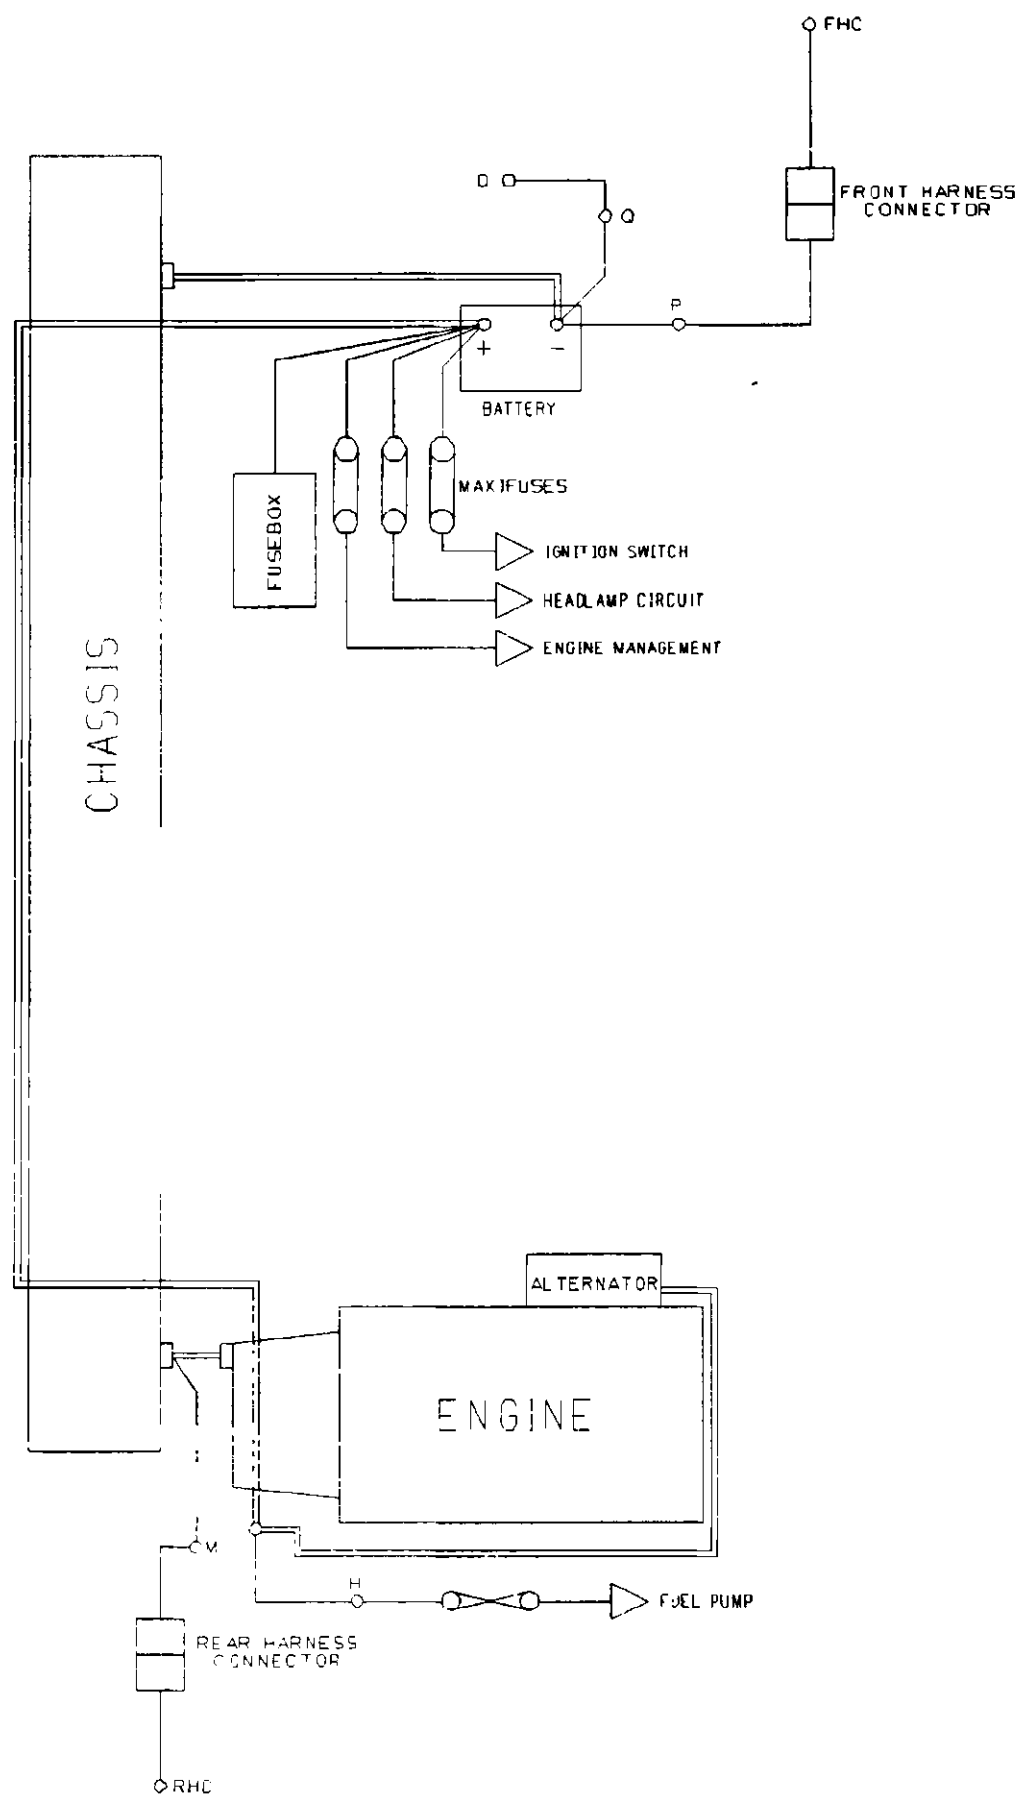 FHC
FRONT HARNESS
CONNECTOR
D
Q
P
+ −
BATTERY
FUSEBOX
MAXIFUSES
IGNITION SWITCH
HEADLAMP CIRCUIT
ENGINE MANAGEMENT
CHASSIS
ALTERNATOR
ENGINE
M
H
FUEL PUMP
REAR HARNESS
CONNECTOR
RHC